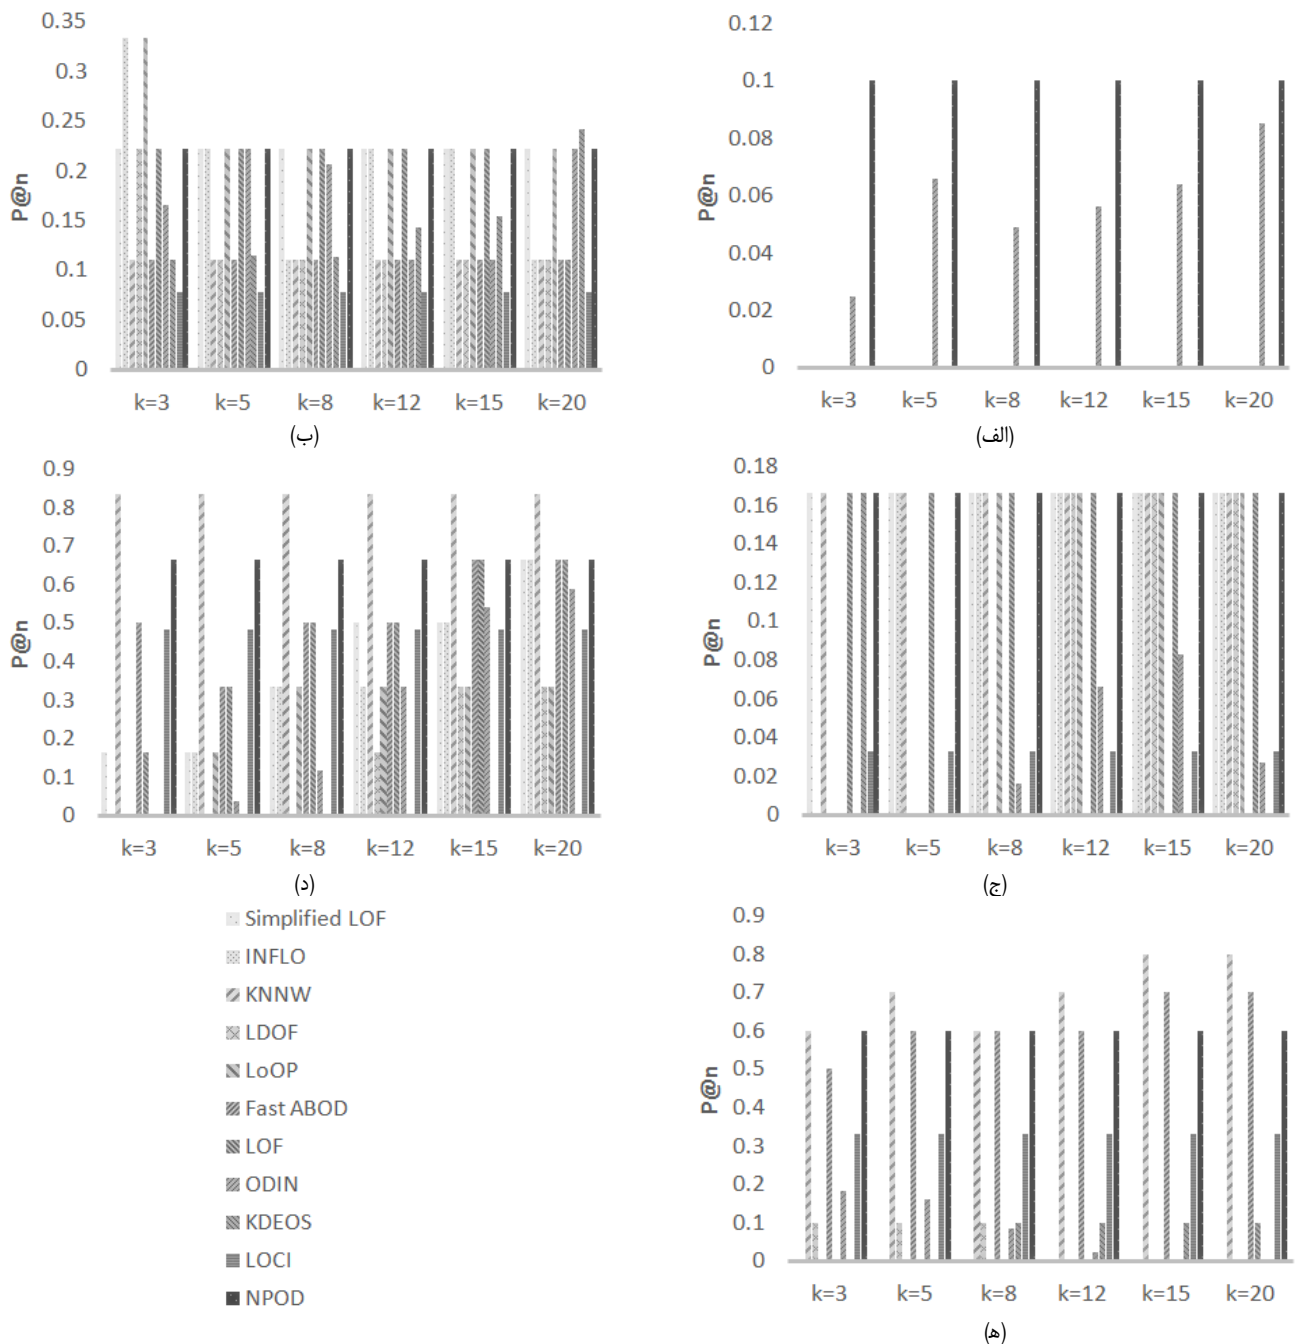 0.35
0.3
0.25
0.2
0.15
0.1
0.05
0
P@n
k=3 k=5 k=8 k=12 k=15 k=20
(ب)
0.12
0.1
0.08
0.06
0.04
0.02
0
P@n
k=3 k=5 k=8 k=12 k=15 k=20
(الف)
0.9
0.8
0.7
0.6
0.5
0.4
0.3
0.2
0.1
0
P@n
k=3 k=5 k=8 k=12 k=15 k=20
(د)
0.18
0.16
0.14
0.12
0.1
0.08
0.06
0.04
0.02
0
P@n
k=3 k=5 k=8 k=12 k=15 k=20
(ج)
Simplified LOF
INFLO
KNNW
LDOF
LoOP
Fast ABOD
LOF
ODIN
KDEOS
LOCI
NPOD
0.9
0.8
0.7
0.6
0.5
0.4
0.3
0.2
0.1
0
P@n
k=3 k=5 k=8 k=12 k=15 k=20
(ه)